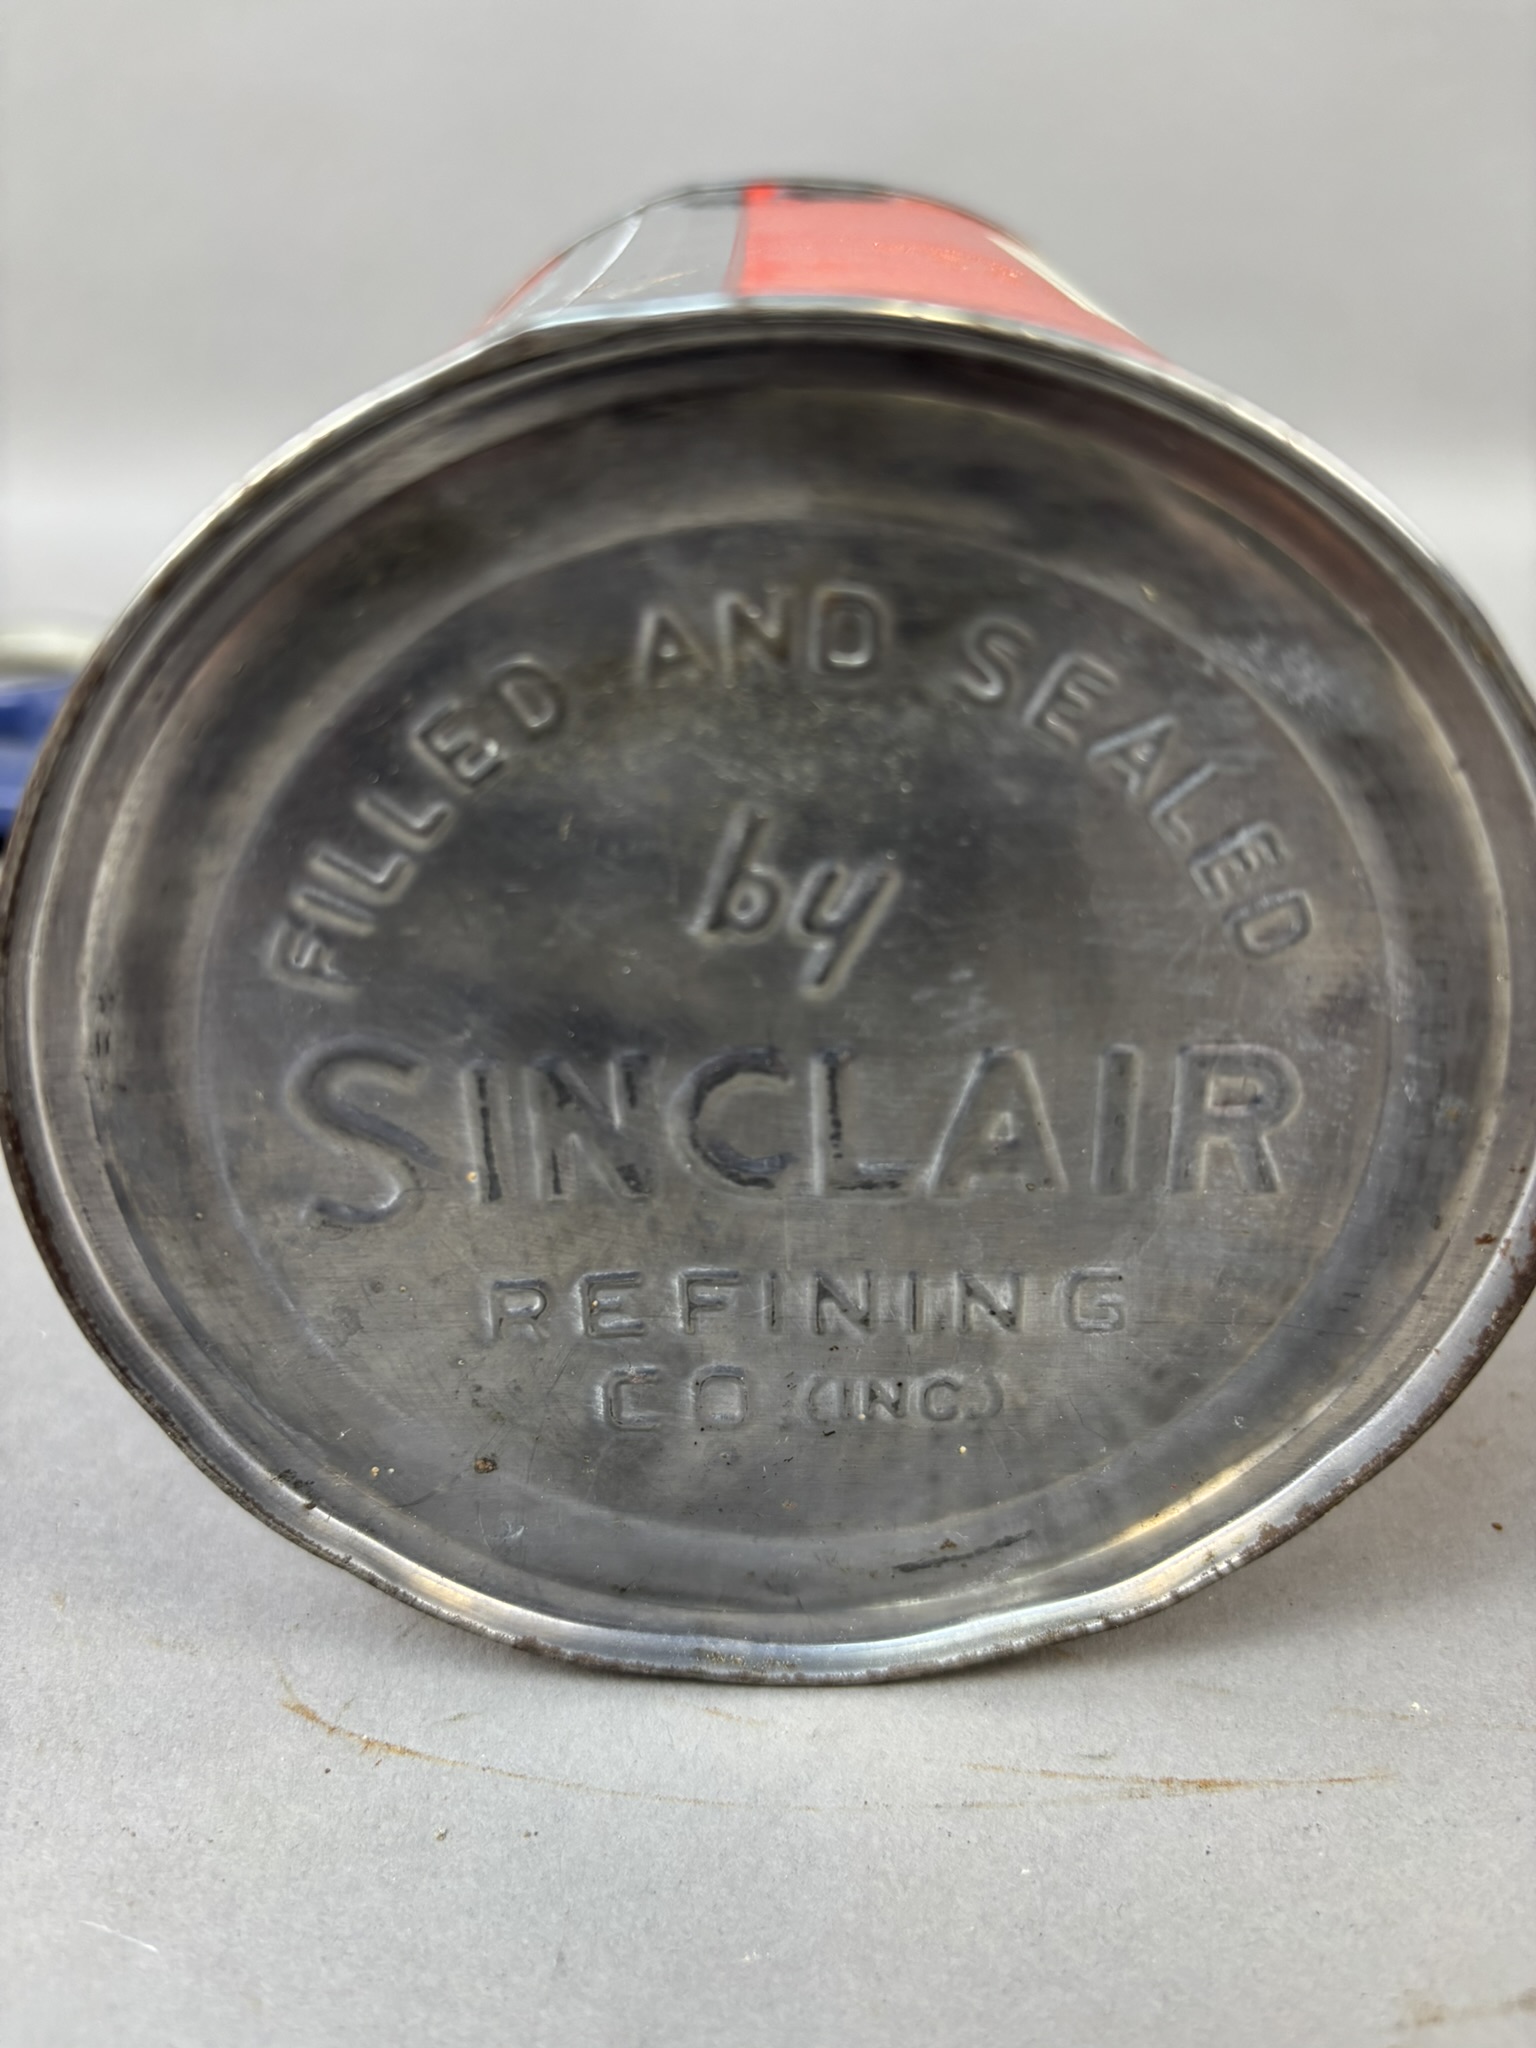 FILLED AND SEALED
by
SINCLAIR
REFINING
CO (INC.)